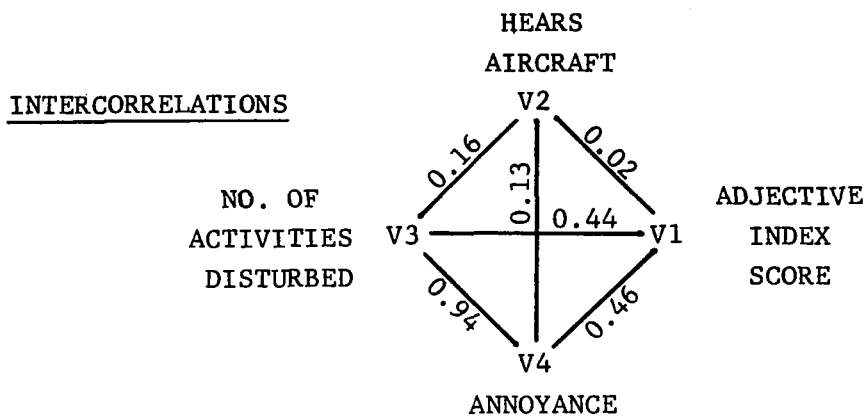 HEARS
AIRCRAFT
INTERCORRELATIONS
V2
0.16
0.02
0.13
NO. OF
ACTIVITIES
DISTURBED
V3
0.44
V1
ADJECTIVE
INDEX
SCORE
0.94
0.46
V4
ANNOYANCE